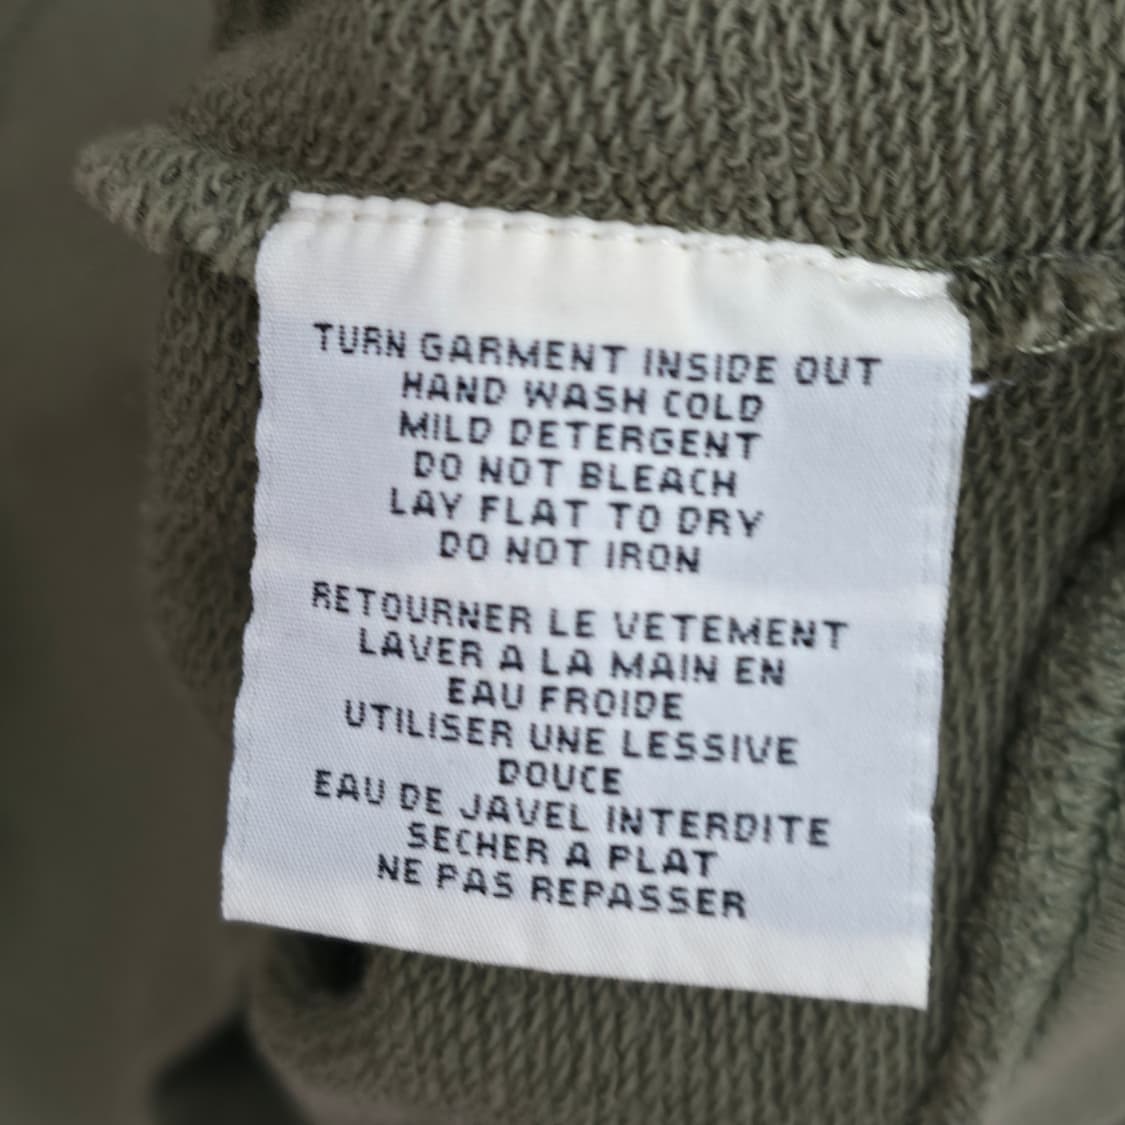 TURN GARMENT INSIDE OUT
HAND WASH COLD
MILD DETERGENT
DO NOT BLEACH
LAY FLAT TO DRY
DO NOT IRON
RETOURNER LE VETEMENT
LAVER A LA MAIN EN
EAU FROIDE
UTILISER UNE LESSIVE
DOUCE
EAU DE JAVEL INTERDITE
SECHER A PLAT
NE PAS REPASSER